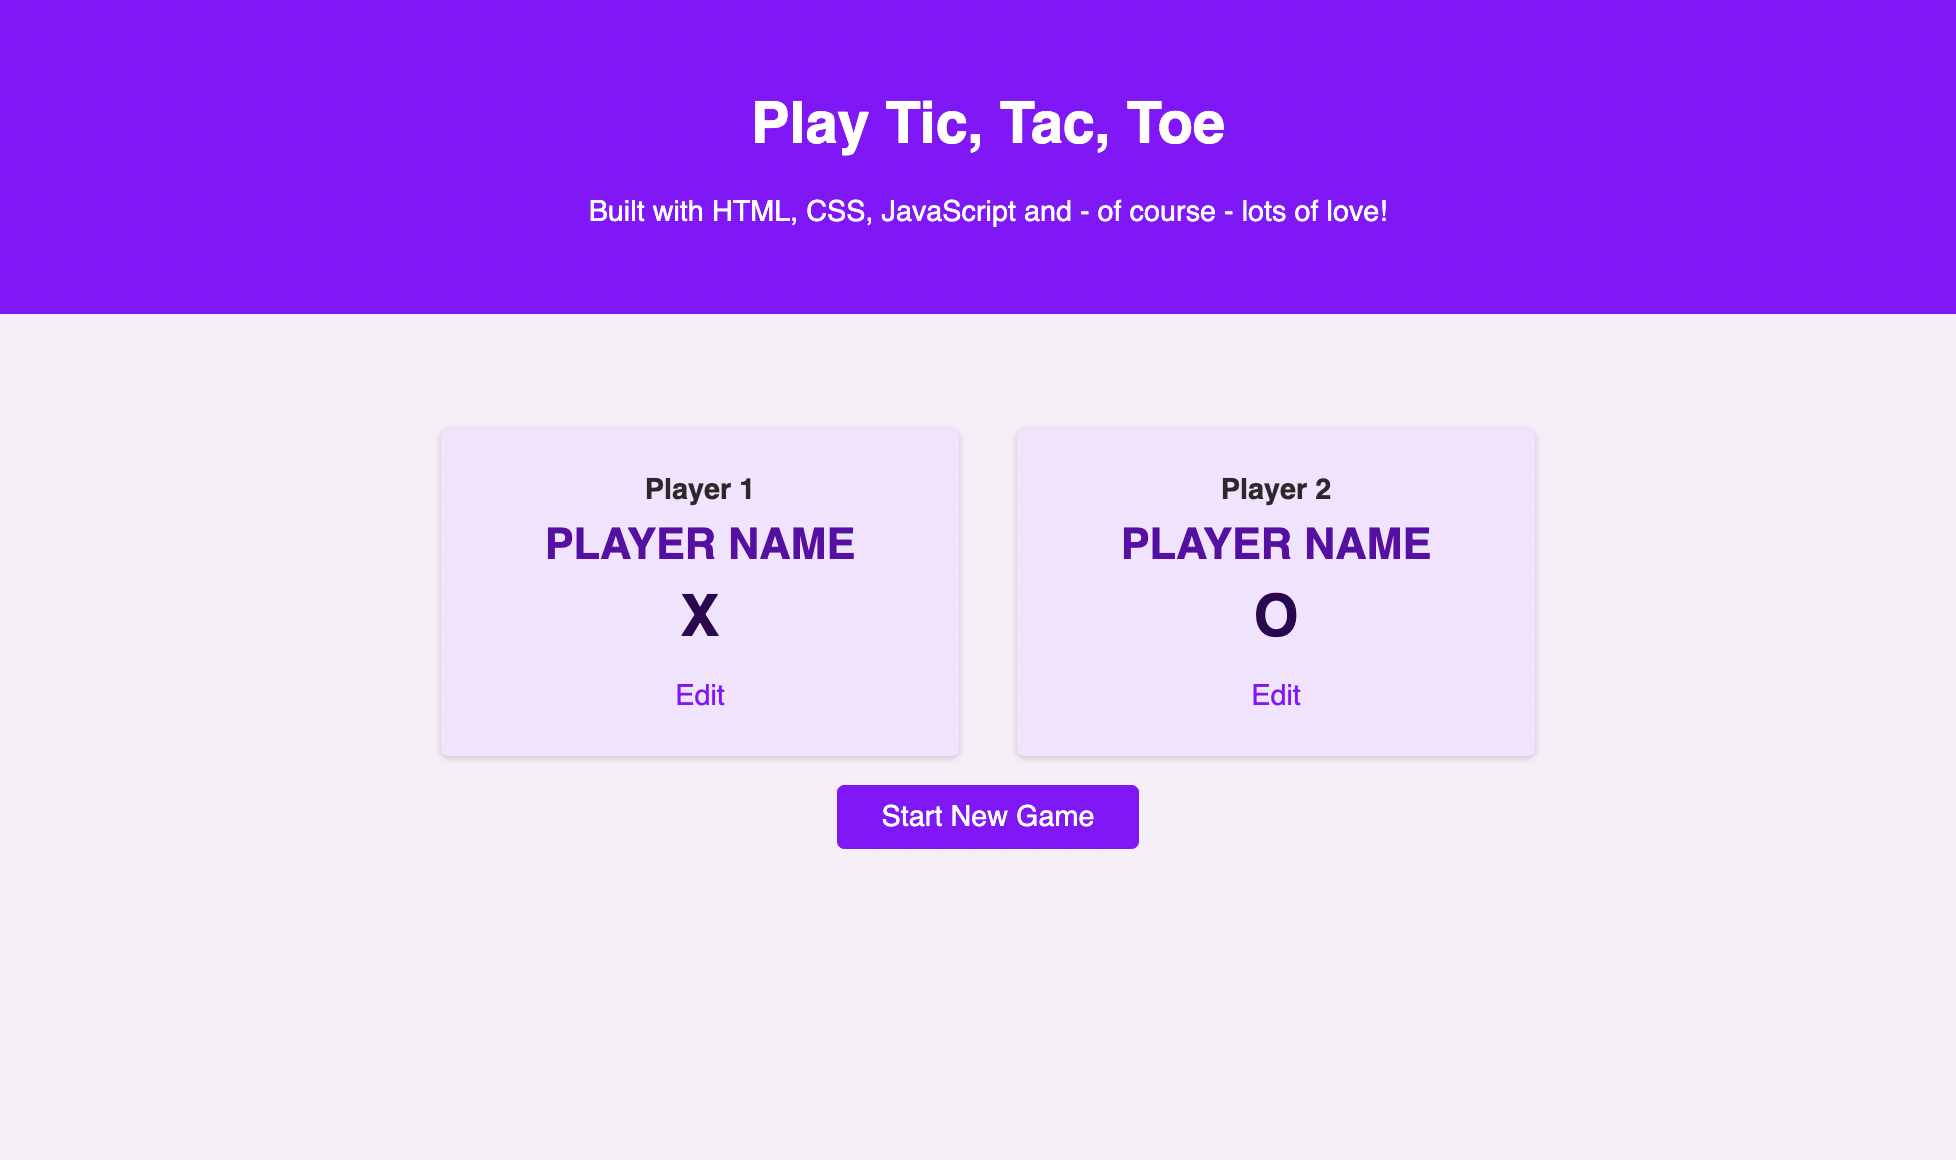 Play Tic, Tac, Toe
Built with HTML, CSS, JavaScript and - of course - lots of love!
Player 1
PLAYER NAME
X
Edit
Player 2
PLAYER NAME
O
Edit
Start New Game